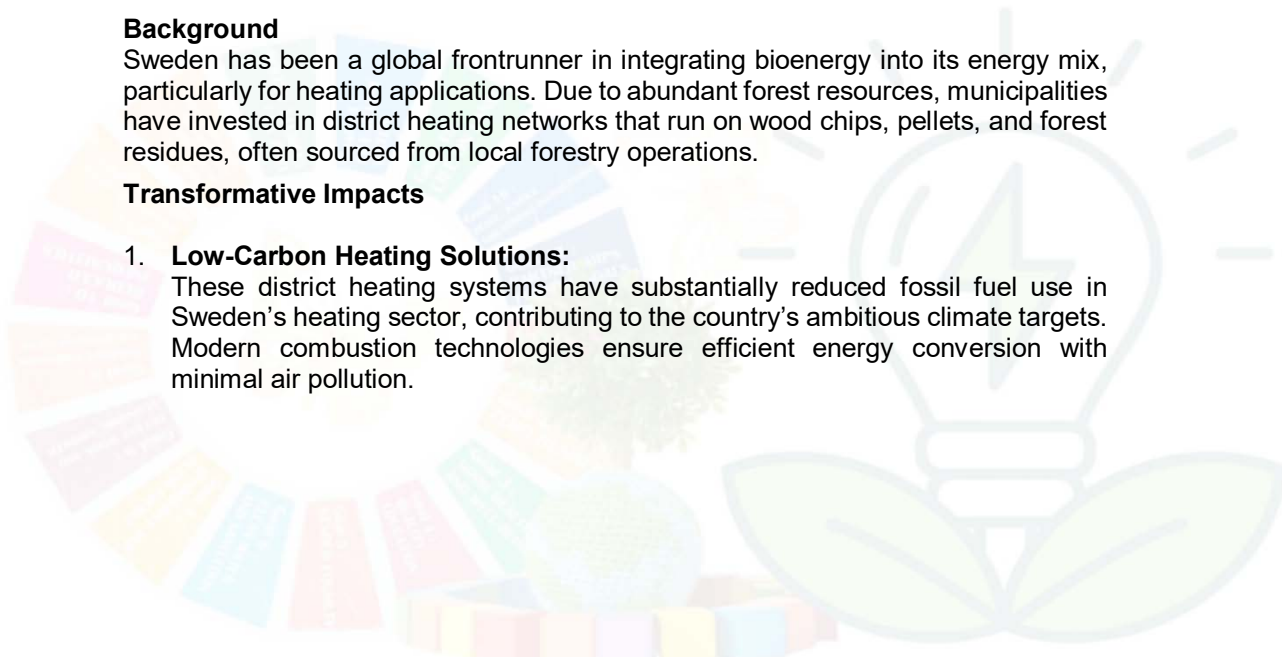 Background
Sweden has been a global frontrunner in integrating bioenergy into its energy mix,
particularly for heating applications. Due to abundant forest resources, municipalities
have invested in district heating networks that run on wood chips, pellets, and forest
residues, often sourced from local forestry operations.
Transformative Impacts
1. Low-Carbon Heating Solutions:
These district heating systems have substantially reduced fossil fuel use in
Sweden’s heating sector, contributing to the country’s ambitious climate targets.
Modern combustion technologies ensure efficient energy conversion with
minimal air pollution.